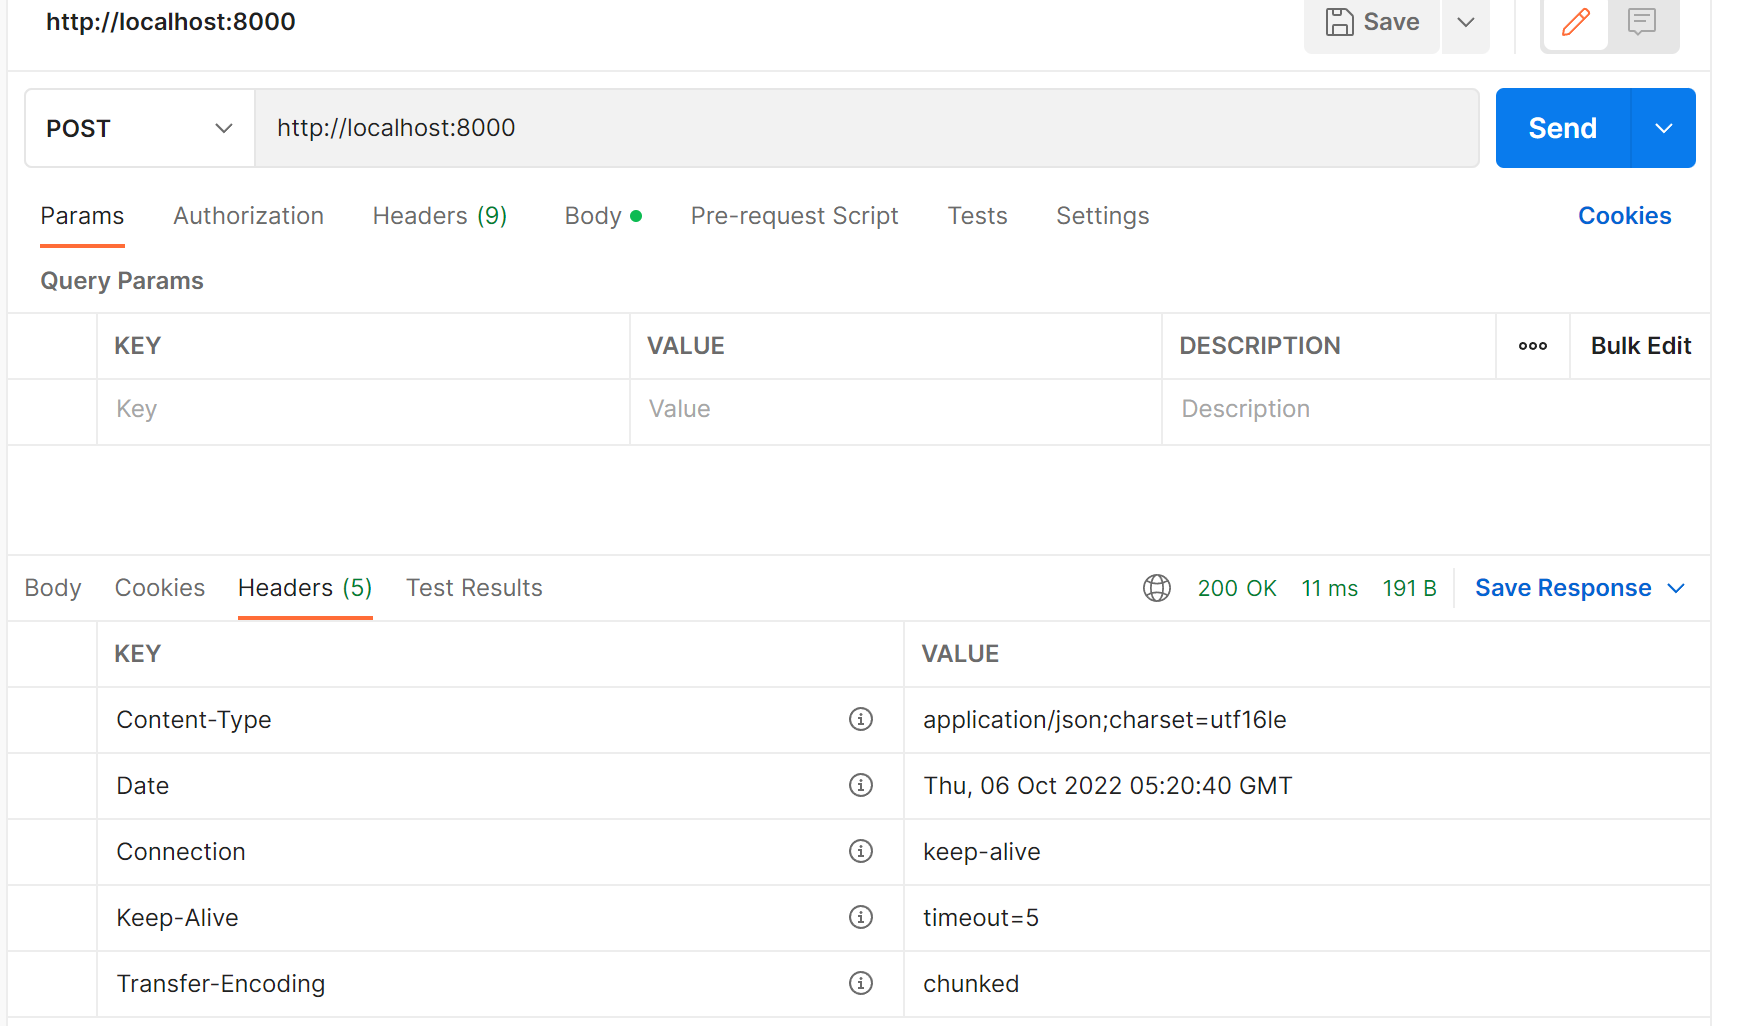 http://localhost:8000 Save
POST http://localhost:8000 Send
Params Authorization Headers (9) Body Pre-request Script Tests Settings Cookies
Query Params
KEY VALUE DESCRIPTION Bulk Edit
Key Value Description
Body Cookies Headers (5) Test Results 200 OK 11 ms 191 B Save Response
KEY VALUE
Content-Type application/json;charset=utf16le
Date Thu, 06 Oct 2022 05:20:40 GMT
Connection keep-alive
Keep-Alive timeout=5
Transfer-Encoding chunked